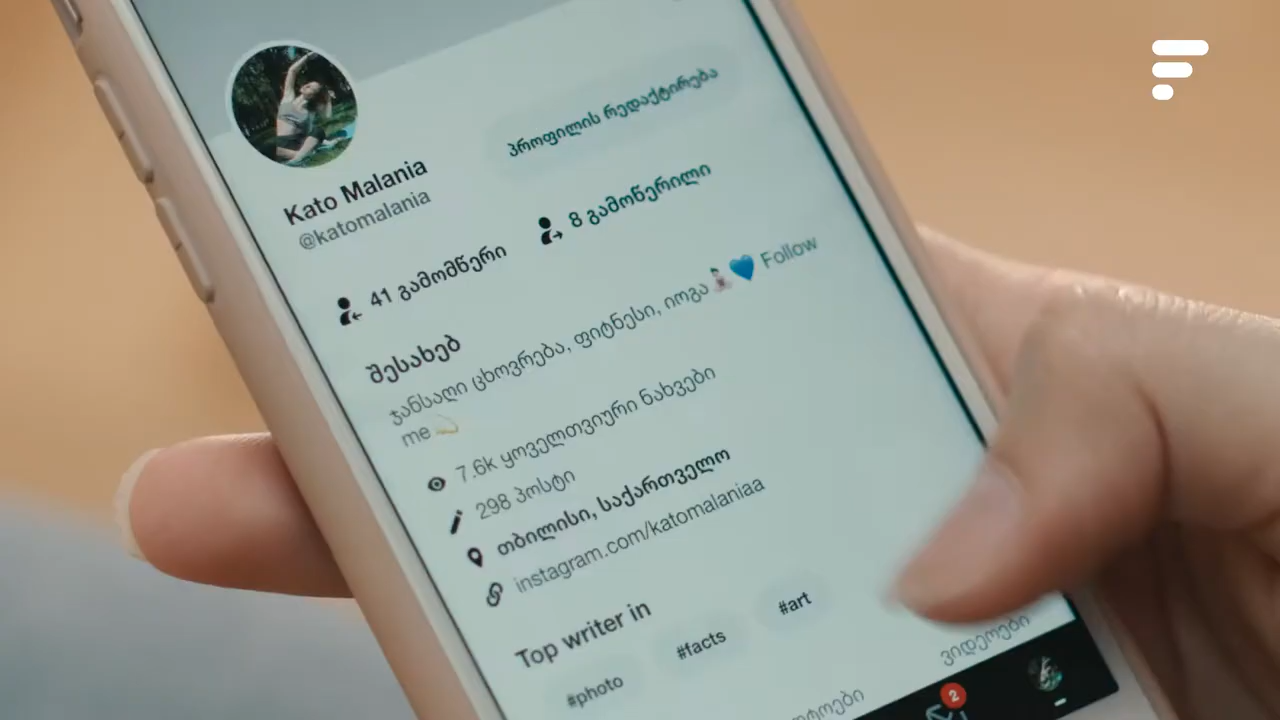 პროფილის რედაქტირება
Kato Malania
@katomalania
41 გამომწერი
8 გამოწერილი
შესახებ
ჯანსაღი ცხოვრება, ფიტნესი, იოგა🧘💙 Follow
me 💫
7.6k ყოველთვიური ნახვები
298 პოსტი
თბილისი, საქართველო
instagram.com/katomalaniaa
Top writer in
#photo #facts #art
ვიდეოები
2